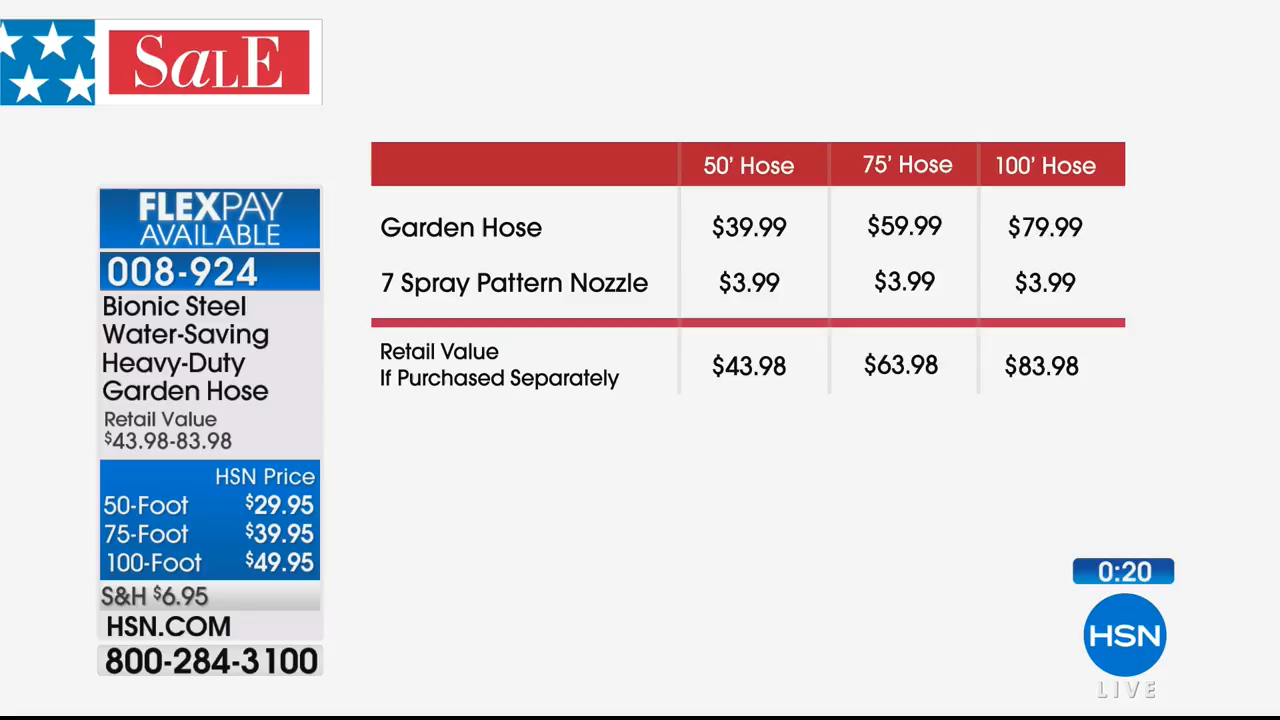 SaLE
FLEXPAY
AVAILABLE
008-924
Bionic Steel
Water-Saving
Heavy-Duty
Garden Hose
Retail Value
$43.98-83.98
HSN Price
50-Foot $29.95
75-Foot $39.95
100-Foot $49.95
S&H $6.95
HSN.COM
800-284-3100
50' Hose 75' Hose 100' Hose
Garden Hose $39.99 $59.99 $79.99
7 Spray Pattern Nozzle $3.99 $3.99 $3.99
Retail Value
If Purchased Separately $43.98 $63.98 $83.98
0:20
HSN
LIVE